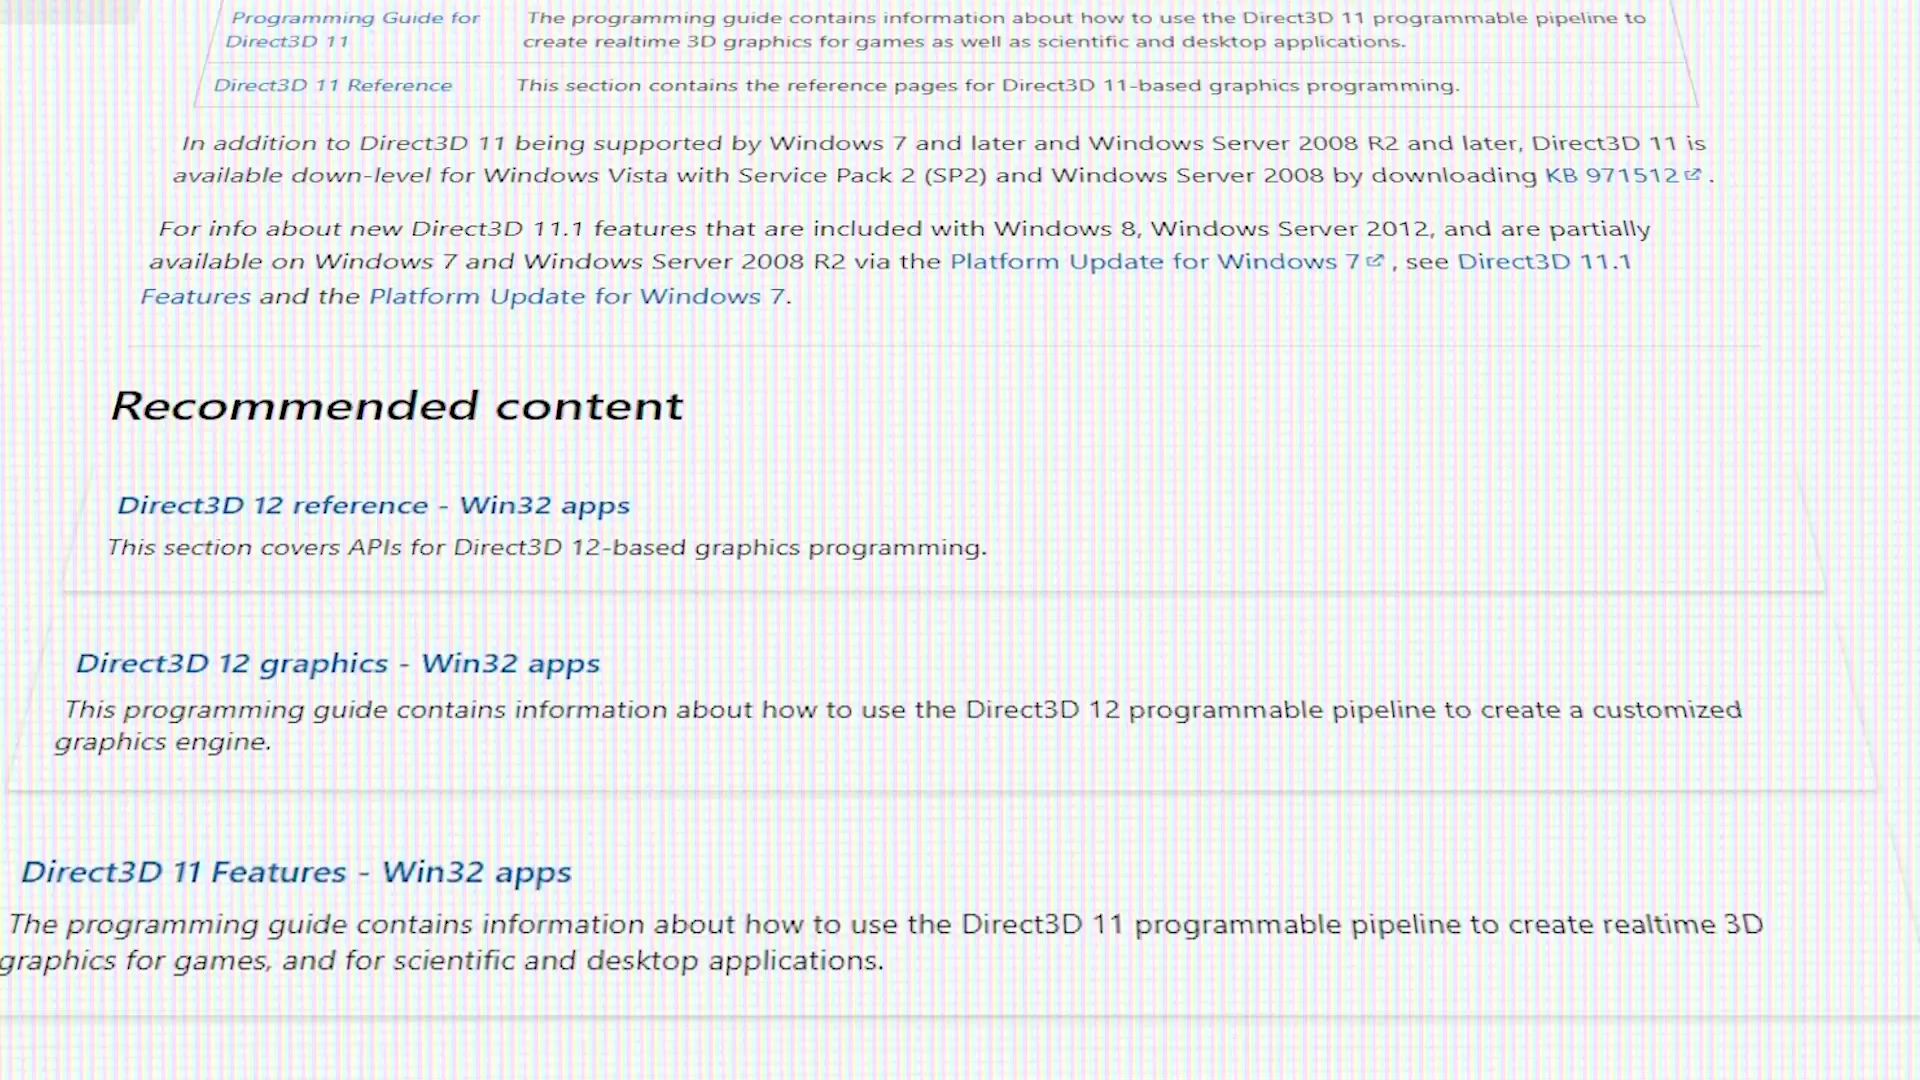 Programming Guide for The programming guide contains information about how to use the Direct3D 11 programmable pipeline to
Direct3D 11 create realtime 3D graphics for games as well as scientific and desktop applications.
Direct3D 11 Reference This section contains the reference pages for Direct3D 11-based graphics programming.
In addition to Direct3D 11 being supported by Windows 7 and later and Windows Server 2008 R2 and later, Direct3D 11 is
available down-level for Windows Vista with Service Pack 2 (SP2) and Windows Server 2008 by downloading KB 971512 .
For info about new Direct3D 11.1 features that are included with Windows 8, Windows Server 2012, and are partially
available on Windows 7 and Windows Server 2008 R2 via the Platform Update for Windows 7 , see Direct3D 11.1
Features and the Platform Update for Windows 7.
Recommended content
Direct3D 12 reference - Win32 apps
This section covers APIs for Direct3D 12-based graphics programming.
Direct3D 12 graphics - Win32 apps
This programming guide contains information about how to use the Direct3D 12 programmable pipeline to create a customized
graphics engine.
Direct3D 11 Features - Win32 apps
The programming guide contains information about how to use the Direct3D 11 programmable pipeline to create realtime 3D
graphics for games, and for scientific and desktop applications.